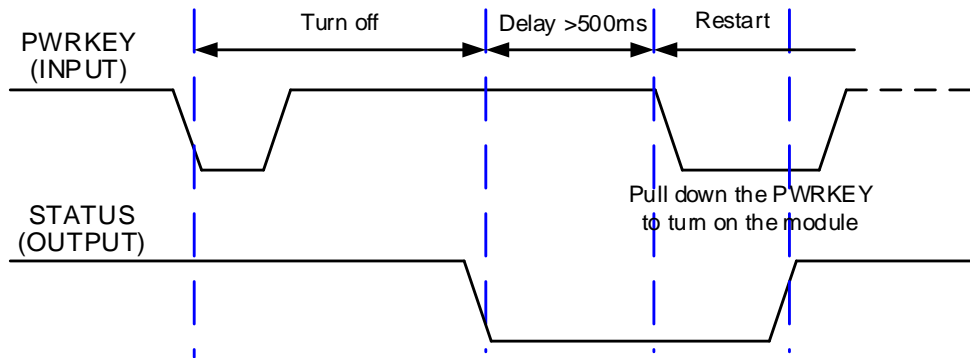 Turn off
Delay >500ms
Restart
PWRKEY
(INPUT)
Pull down the PWRKEY
to turn on the module
STATUS
(OUTPUT)